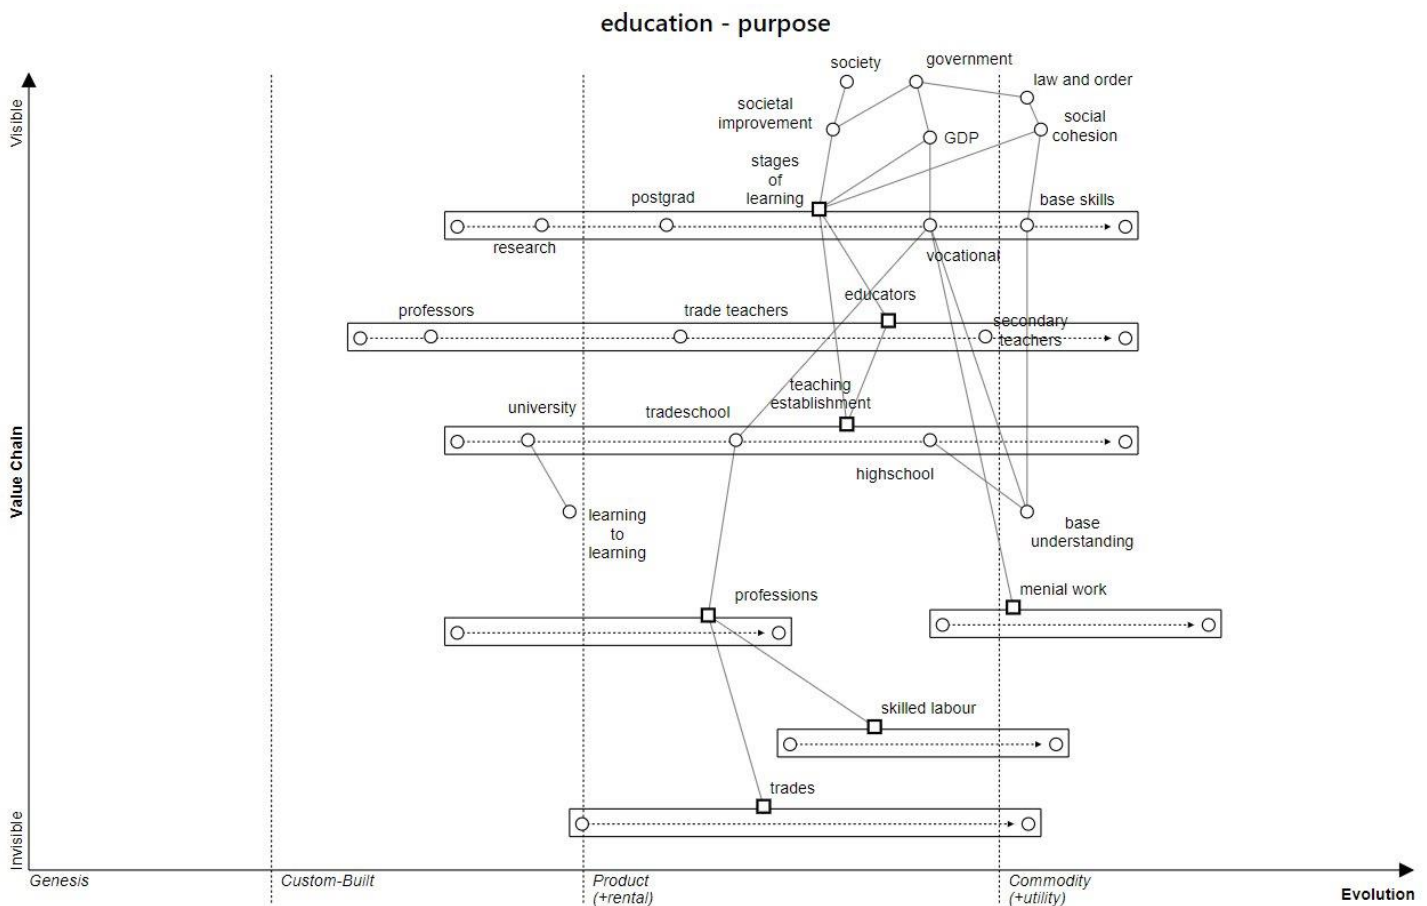 education - purpose
society
government
law and order
Visible
societal
improvement
social
cohesion
GDP
stages
of
learning
postgrad
base skills
research
vocational
educators
professors
trade teachers
secondary
teachers
teaching
establishment
university
tradeschool
highschool
Value Chain
learning
to
learning
base
understanding
professions
menial work
skilled labour
trades
Invisible
Genesis
Custom-Built
Product
(+rental)
Commodity
(+utility)
Evolution